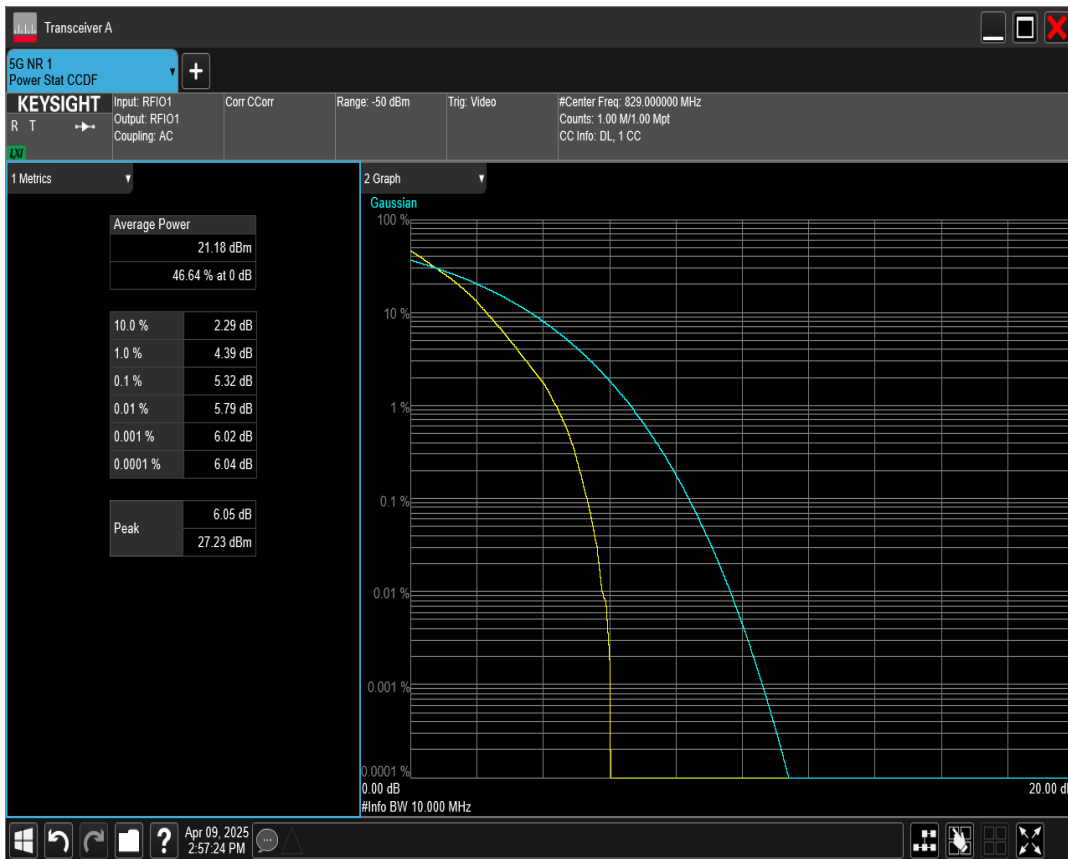 Transceiver A
5G NR 1
Power Stat CCDF
KEYSIGHT
R T
LXI
Input: RFIO1
Output: RFIO1
Coupling: AC
Corr CCorr
Range: -50 dBm
Trig: Video
#Center Freq: 829.000000 MHz
Counts: 1.00 M/1.00 Mpt
CC Info: DL, 1 CC
1 Metrics
Average Power
21.18 dBm
46.64 % at 0 dB
10.0 % 2.29 dB
1.0 % 4.39 dB
0.1 % 5.32 dB
0.01 % 5.79 dB
0.001 % 6.02 dB
0.0001 % 6.04 dB
Peak
6.05 dB
27.23 dBm
2 Graph
Gaussian
100 %
10 %
1 %
0.1 %
0.01 %
0.001 %
0.0001 %
0.00 dB
20.00 dB
#Info BW 10.000 MHz
Apr 09, 2025
2:57:24 PM